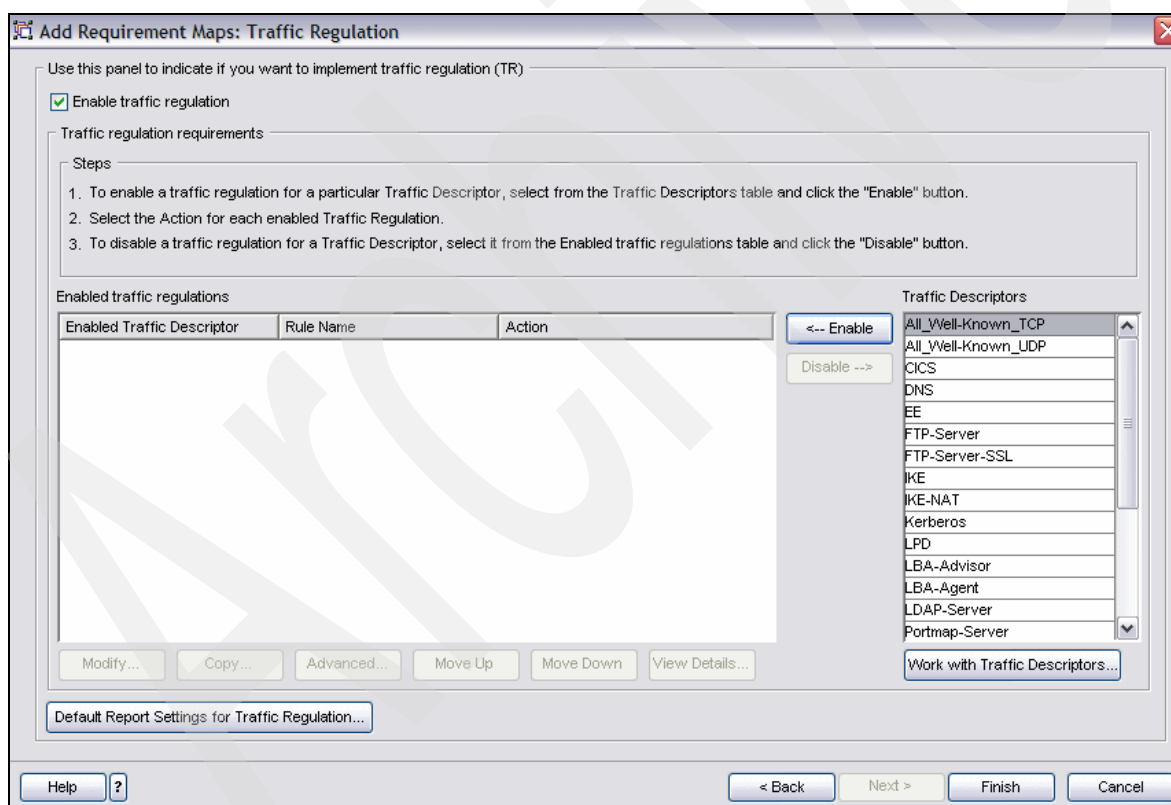 Add Requirement Maps: Traffic Regulation
Use this panel to indicate if you want to implement traffic regulation (TR)
Enable traffic regulation
Traffic regulation requirements
Steps
1. To enable a traffic regulation for a particular Traffic Descriptor, select from the Traffic Descriptors table and click the "Enable" button.
2. Select the Action for each enabled Traffic Regulation.
3. To disable a traffic regulation for a Traffic Descriptor, select it from the Enabled traffic regulations table and click the "Disable" button.
Enabled traffic regulations
Enabled Traffic Descriptor Rule Name Action
<-- Enable
Disable -->
Traffic Descriptors
All_Well-Known_TCP
All_Well-Known_UDP
CICS
DNS
EE
FTP-Server
FTP-Server-SSL
IKE
IKE-NAT
Kerberos
LPD
LBA-Advisor
LBA-Agent
LDAP-Server
Portmap-Server
Modify... Copy... Advanced... Move Up Move Down View Details... Work with Traffic Descriptors...
Default Report Settings for Traffic Regulation...
Help ? < Back Next > Finish Cancel